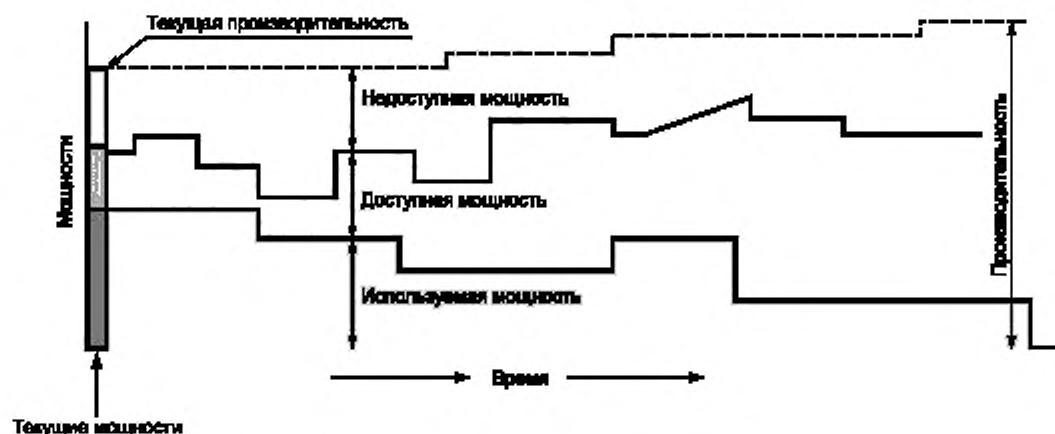 Текущая производительность
Недоступная мощность
Мощности
Доступная мощность
Производительность
Используемая мощность
Время
Текущие мощности